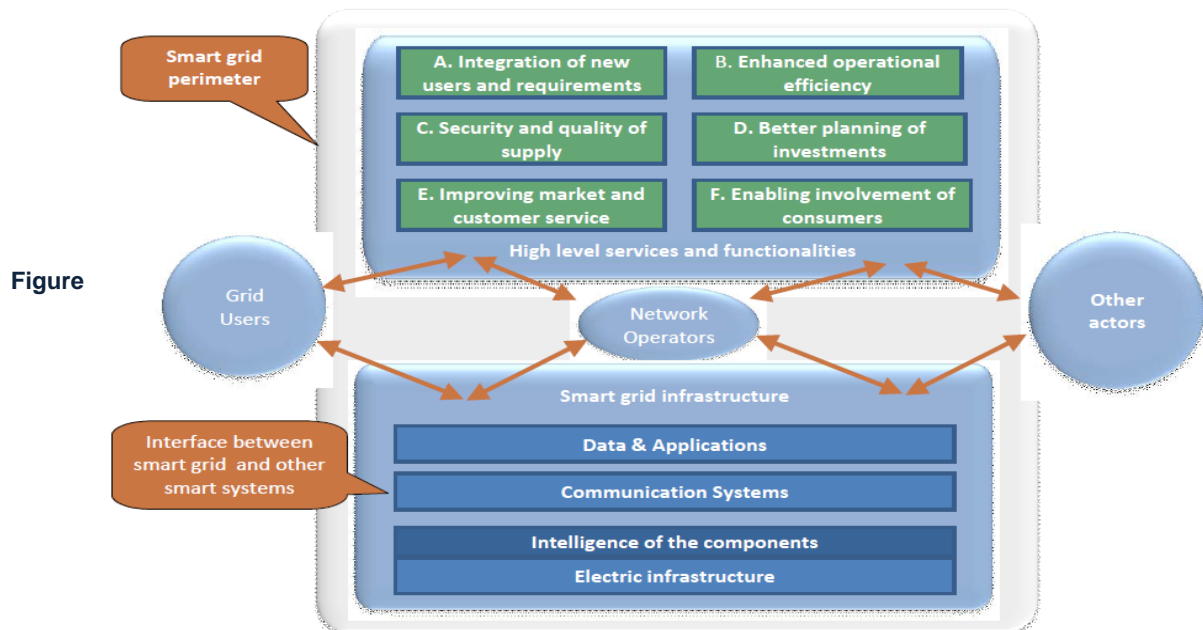 Smart grid
perimeter
A. Integration of new
users and requirements
B. Enhanced operational
efficiency
C. Security and quality of
supply
D. Better planning of
investments
E. Improving market and
customer service
F. Enabling involvement of
consumers
High level services and functionalities
Figure
Grid
Users
Network
Operators
Other
actors
Smart grid infrastructure
Interface between
smart grid and other
smart systems
Data & Applications
Communication Systems
Intelligence of the components
Electric infrastructure